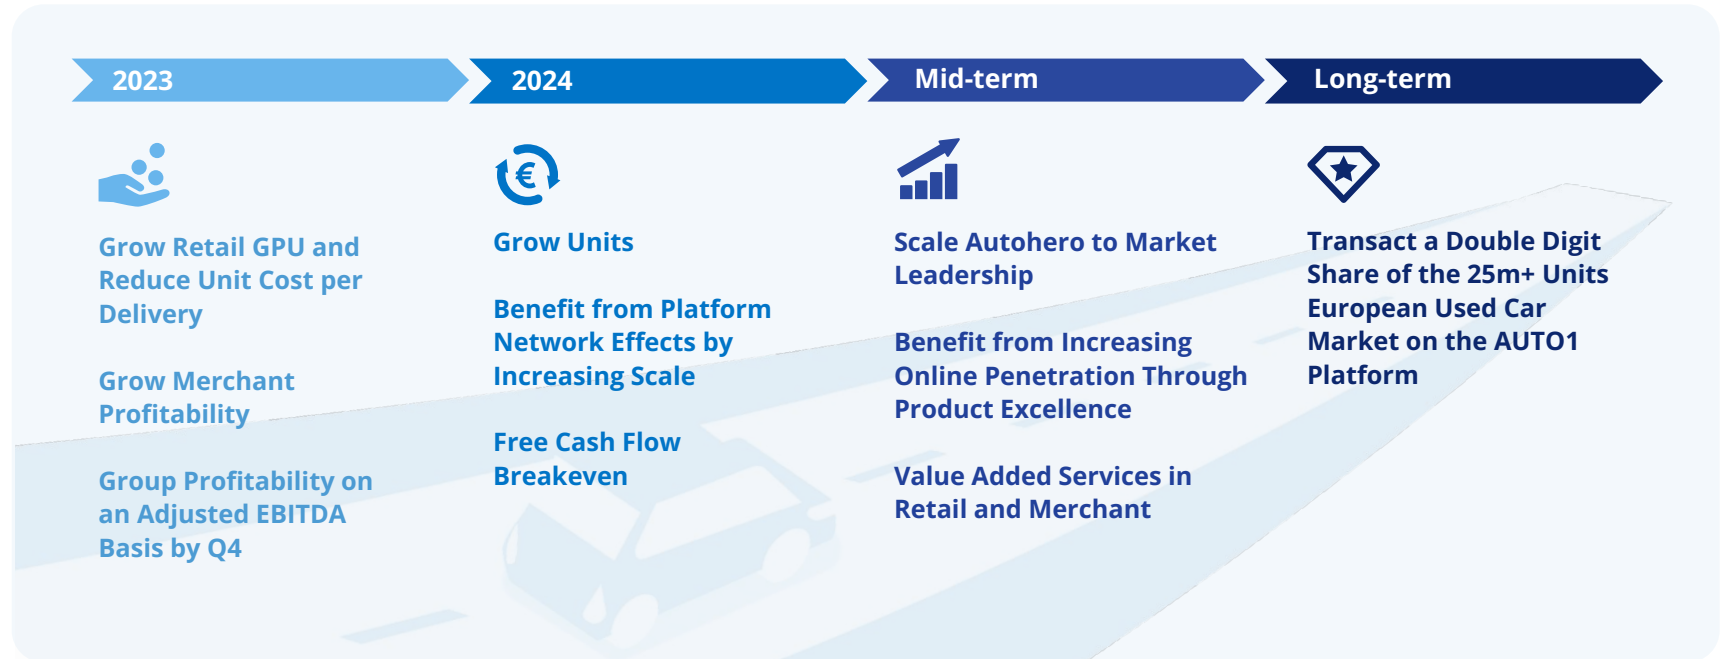 2023
Grow Retail GPU and
Reduce Unit Cost per
Delivery
Grow Merchant
Profitability
Group Profitability on
an Adjusted EBITDA
Basis by Q4
2024
€
Grow Units
Benefit from Platform
Network Effects by
Increasing Scale
Free Cash Flow
Breakeven
Mid-term
Scale Autohero to Market
Leadership
Benefit from Increasing
Online Penetration Through
Product Excellence
Value Added Services in
Retail and Merchant
Long-term
Transact a Double Digit
Share of the 25m+ Units
European Used Car
Market on the AUTO1
Platform